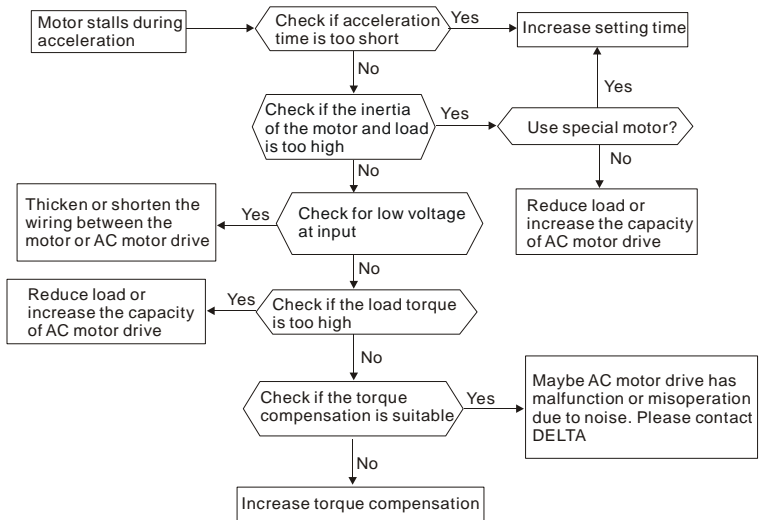 Motor stalls during
acceleration
Check if acceleration
time is too short
Yes
Increase setting time
No
Yes
Check if the inertia
of the motor and load
is too high
Yes
Use special motor?
No
No
Thicken or shorten the
wiring between the
motor or AC motor drive
Yes
Check for low voltage
at input
Reduce load or
increase the capacity
of AC motor drive
No
Reduce load or
increase the capacity
of AC motor drive
Yes
Check if the load torque
is too high
No
Check if the torque
compensation is suitable
Yes
Maybe AC motor drive has
malfunction or misoperation
due to noise. Please contact
DELTA
No
Increase torque compensation